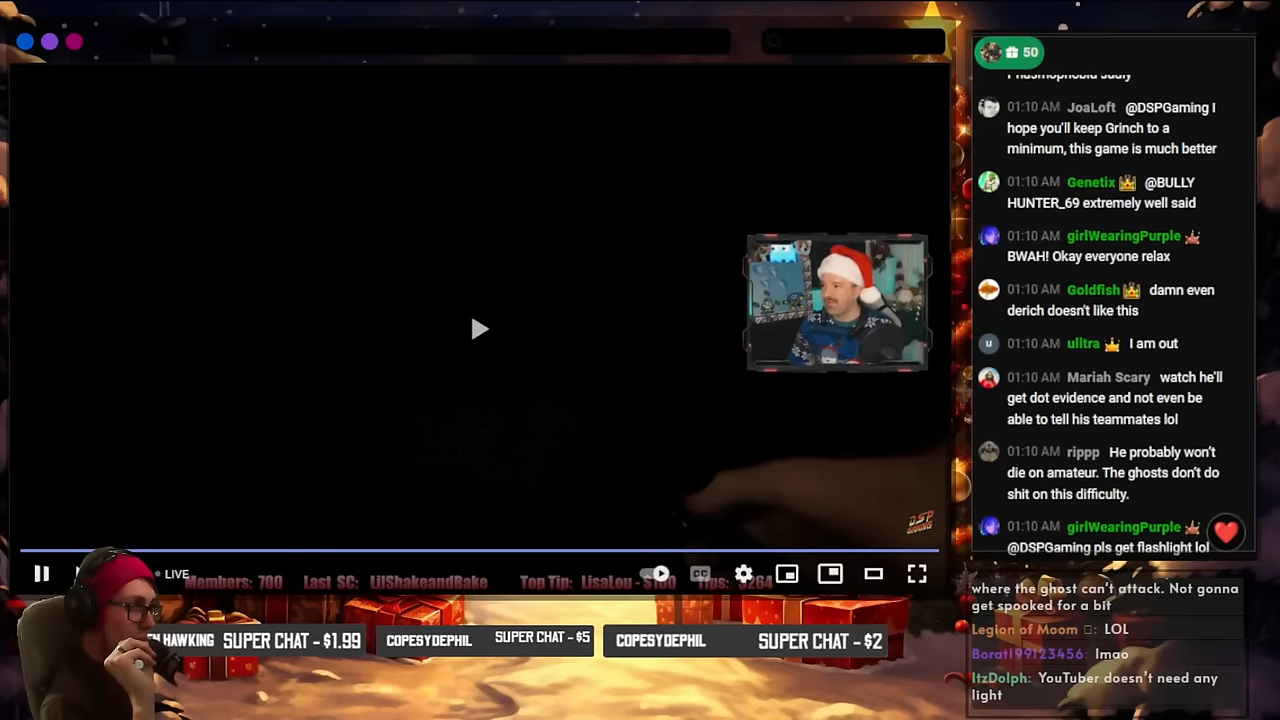 50
Phasmophobia sadly
01:10 AM JoaLoft @DSPGaming I
hope you'll keep Grinch to a
minimum, this game is much better
01:10 AM Genetix @BULLY
HUNTER_69 extremely well said
01:10 AM girlWearingPurple
BWAH! Okay everyone relax
01:10 AM Goldfish damn even
derich doesn't like this
u
01:10 AM ulltra I am out
01:10 AM Mariah Scary watch he'll
get dot evidence and not even be
able to tell his teammates lol
01:10 AM rippp He probably won't
die on amateur. The ghosts don't do
shit on this difficulty.
01:10 AM girlWearingPurple
@DSPGaming pls get flashlight lol
DSP
GAMING
LIVE
CC
Members: 700 Last SC: LilShakeandBake Top Tip: LisaLou - $100 Tips:
HAWKING SUPER CHAT - $1.99
COPESYDEPHIL SUPER CHAT - $5
COPESYDEPHIL SUPER CHAT - $2
where the ghost can't attack. Not gonna
get spooked for a bit
Legion of Moom : LOL
Borat199123456: lmao
ItzDolph: YouTuber doesn't need any
light